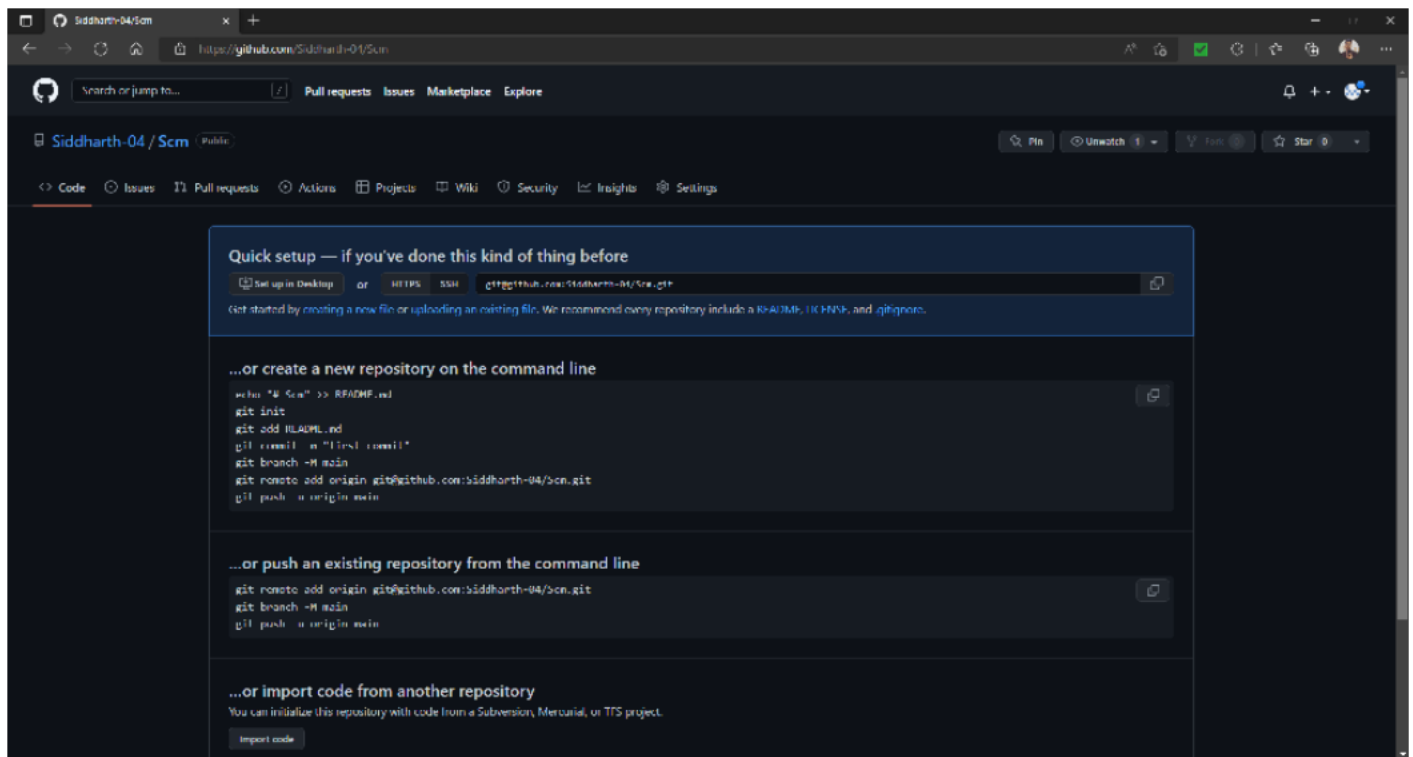 Siddharth-04/Scm
https://github.com/Siddharth-04/Scm
Search or jump to... / Pull requests Issues Marketplace Explore
Siddharth-04 / Scm Public
Pin Unwatch 1 Fork 0 Star 0
<> Code Issues Pull requests Actions Projects Wiki Security Insights Settings
Quick setup — if you've done this kind of thing before
Set up in Desktop or HTTPS SSH git@github.com:Siddharth-04/Scm.git
Get started by creating a new file or uploading an existing file. We recommend every repository include a README, LICENSE, and .gitignore.
...or create a new repository on the command line
echo "# Scm" >> README.md
git init
git add README.md
git commit -m "first commit"
git branch -M main
git remote add origin git@github.com:Siddharth-04/Scm.git
git push -u origin main
...or push an existing repository from the command line
git remote add origin git@github.com:Siddharth-04/Scm.git
git branch -M main
git push -u origin main
...or import code from another repository
You can initialize this repository with code from a Subversion, Mercurial, or TFS project.
Import code